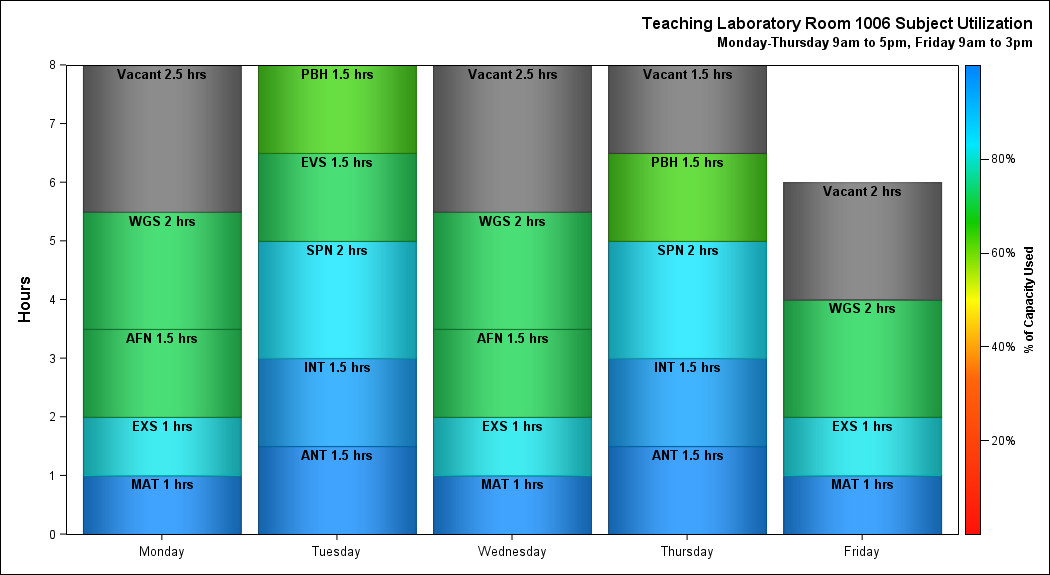 Teaching Laboratory Room 1006 Subject Utilization
Monday-Thursday 9am to 5pm, Friday 9am to 3pm
Hours
8
7
6
5
4
3
2
1
0
Vacant 2.5 hrs
WGS 2 hrs
AFN 1.5 hrs
EXS 1 hrs
MAT 1 hrs
PBH 1.5 hrs
EVS 1.5 hrs
SPN 2 hrs
INT 1.5 hrs
ANT 1.5 hrs
Vacant 2.5 hrs
WGS 2 hrs
AFN 1.5 hrs
EXS 1 hrs
MAT 1 hrs
Vacant 1.5 hrs
PBH 1.5 hrs
SPN 2 hrs
INT 1.5 hrs
ANT 1.5 hrs
Vacant 2 hrs
WGS 2 hrs
EXS 1 hrs
MAT 1 hrs
Monday
Tuesday
Wednesday
Thursday
Friday
80%
60%
40%
20%
% of Capacity Used